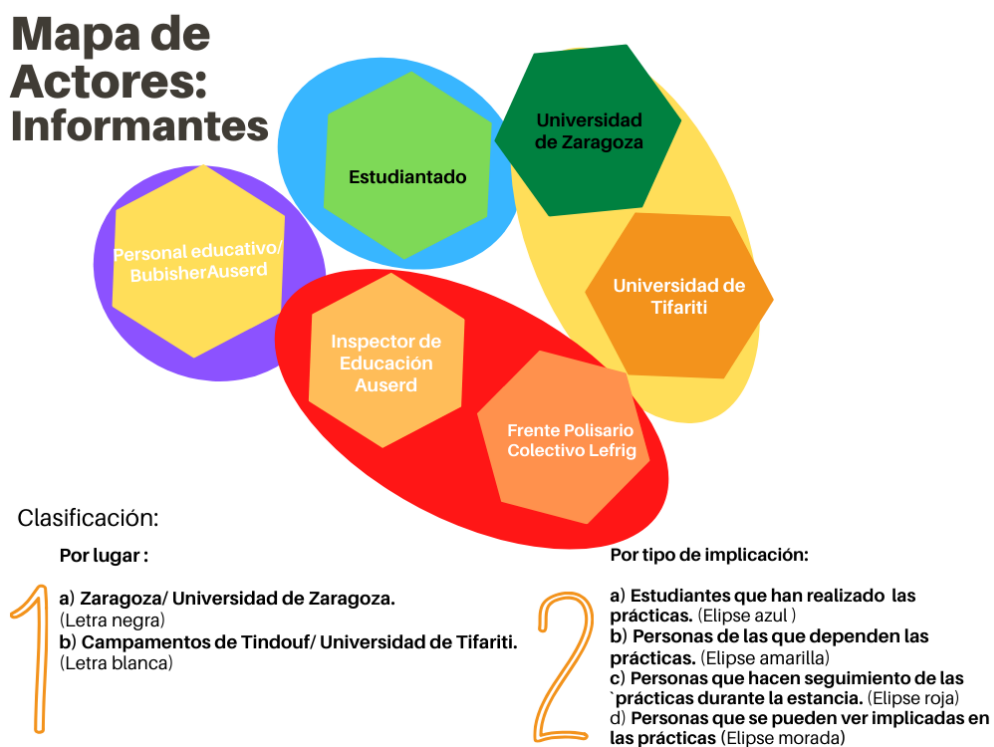 Mapa de
Actores:
Informantes
Universidad
de Zaragoza
Estudiantado
Personal educativo/
BubisherAuserd
Universidad de
Tifariti
Inspector de
Educación
Auserd
Frente Polisario
Colectivo Lefrig
Clasificación:
Por lugar :
1
a) Zaragoza/ Universidad de Zaragoza.
(Letra negra)
b) Campamentos de Tindouf/ Universidad de Tifariti.
(Letra blanca)
Por tipo de implicación:
2
a) Estudiantes que han realizado las
prácticas. (Elipse azul )
b) Personas de las que dependen las
prácticas. (Elipse amarilla)
c) Personas que hacen seguimiento de las
`prácticas durante la estancia. (Elipse roja)
d) Personas que se pueden ver implicadas en
las prácticas (Elipse morada)